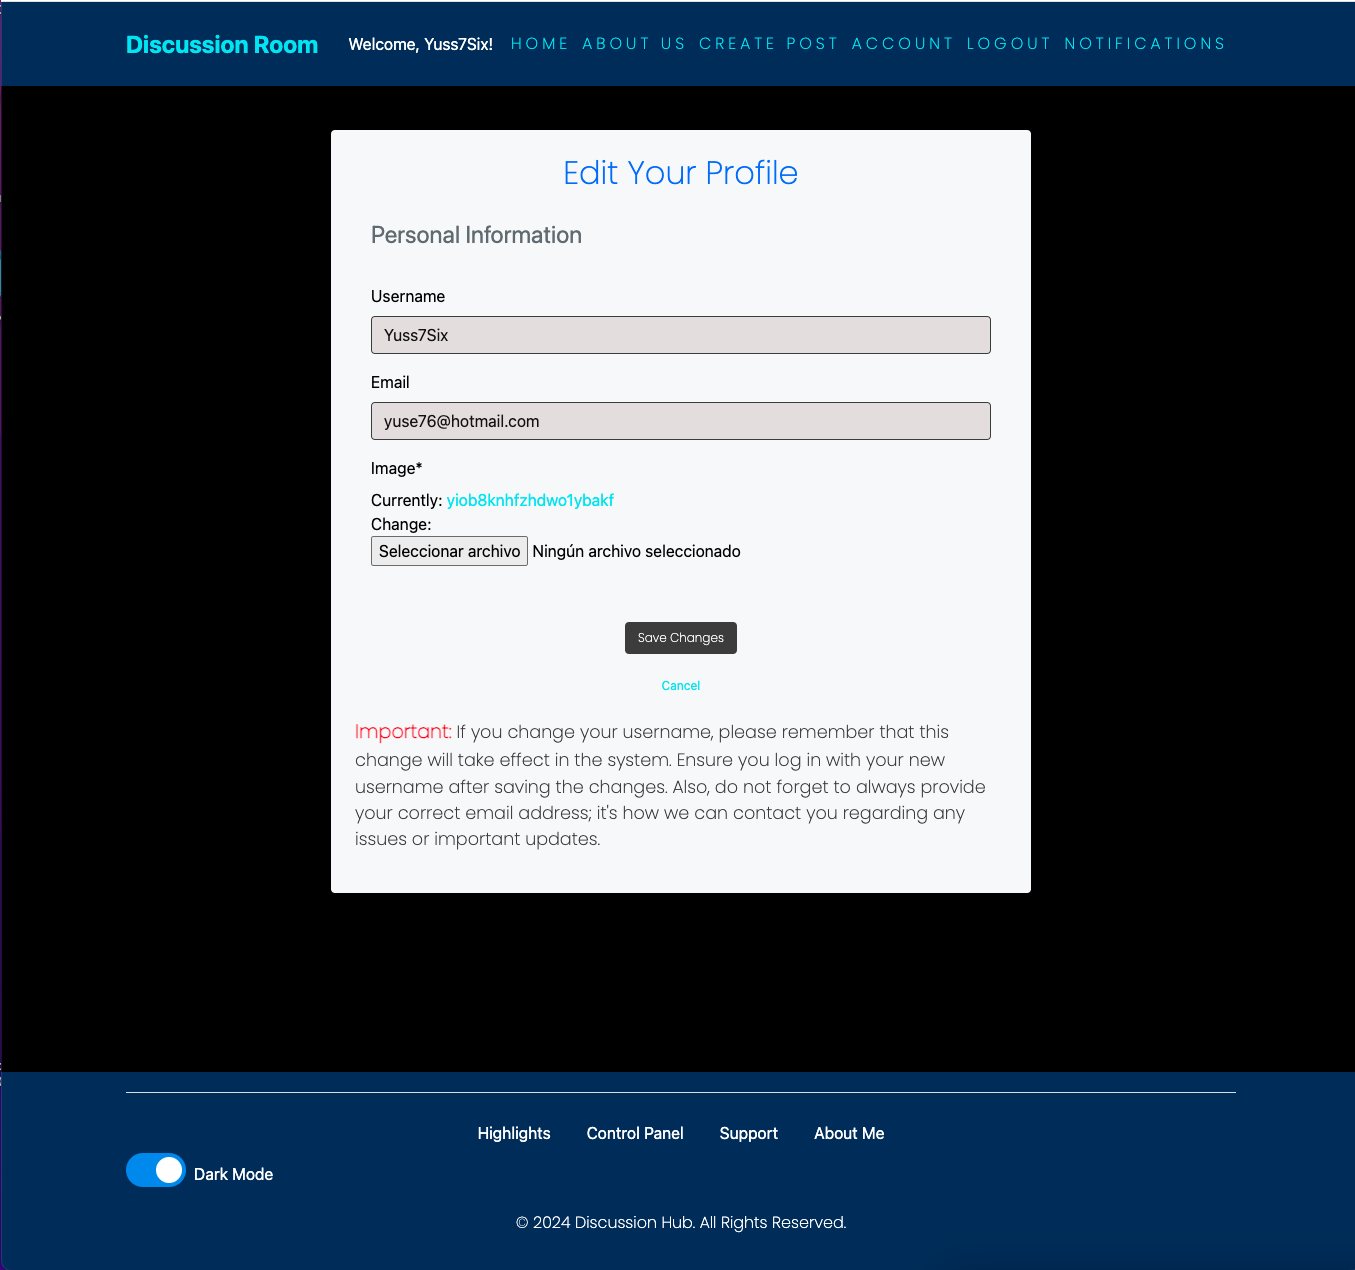 Discussion Room Welcome, Yuss7Six! HOME ABOUT US CREATE POST ACCOUNT LOGOUT NOTIFICATIONS
Edit Your Profile
Personal Information
Username
Yuss7Six
Email
yuse76@hotmail.com
Image*
Currently: yiob8knhfzhdwo1ybakf
Change:
Seleccionar archivo Ningún archivo seleccionado
Save Changes
Cancel
Important: If you change your username, please remember that this
change will take effect in the system. Ensure you log in with your new
username after saving the changes. Also, do not forget to always provide
your correct email address; it's how we can contact you regarding any
issues or important updates.
Highlights Control Panel Support About Me
Dark Mode
© 2024 Discussion Hub. All Rights Reserved.